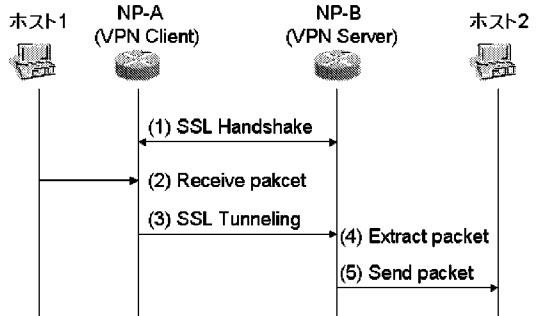 ホスト1
NP-A
(VPN Client)
NP-B
(VPN Server)
ホスト2
(1) SSL Handshake
(2) Receive pakcet
(3) SSL Tunneling
(4) Extract packet
(5) Send packet